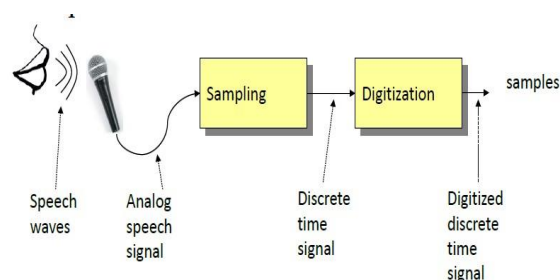 Sampling
Digitization
samples
Speech
waves
Analog
speech
signal
Discrete
time
signal
Digitized
discrete
time
signal